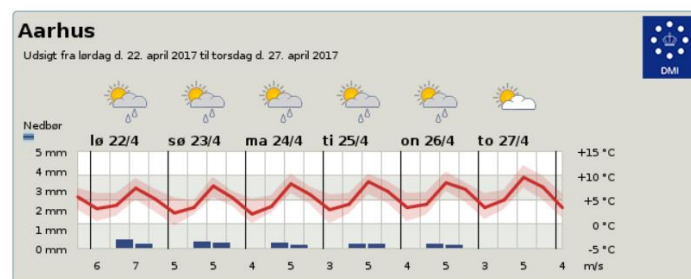 Aarhus
Udsigt fra lørdag d. 22. april 2017 til torsdag d. 27. april 2017
DMI
Nedbør
lø 22/4 sø 23/4 ma 24/4 ti 25/4 on 26/4 to 27/4
5 mm +15 °C
4 mm +10 °C
3 mm +5 °C
2 mm 0 °C
1 mm -5 °C
0 mm
6 7 5 5 4 5 3 5 4 5 3 5 4 m/s